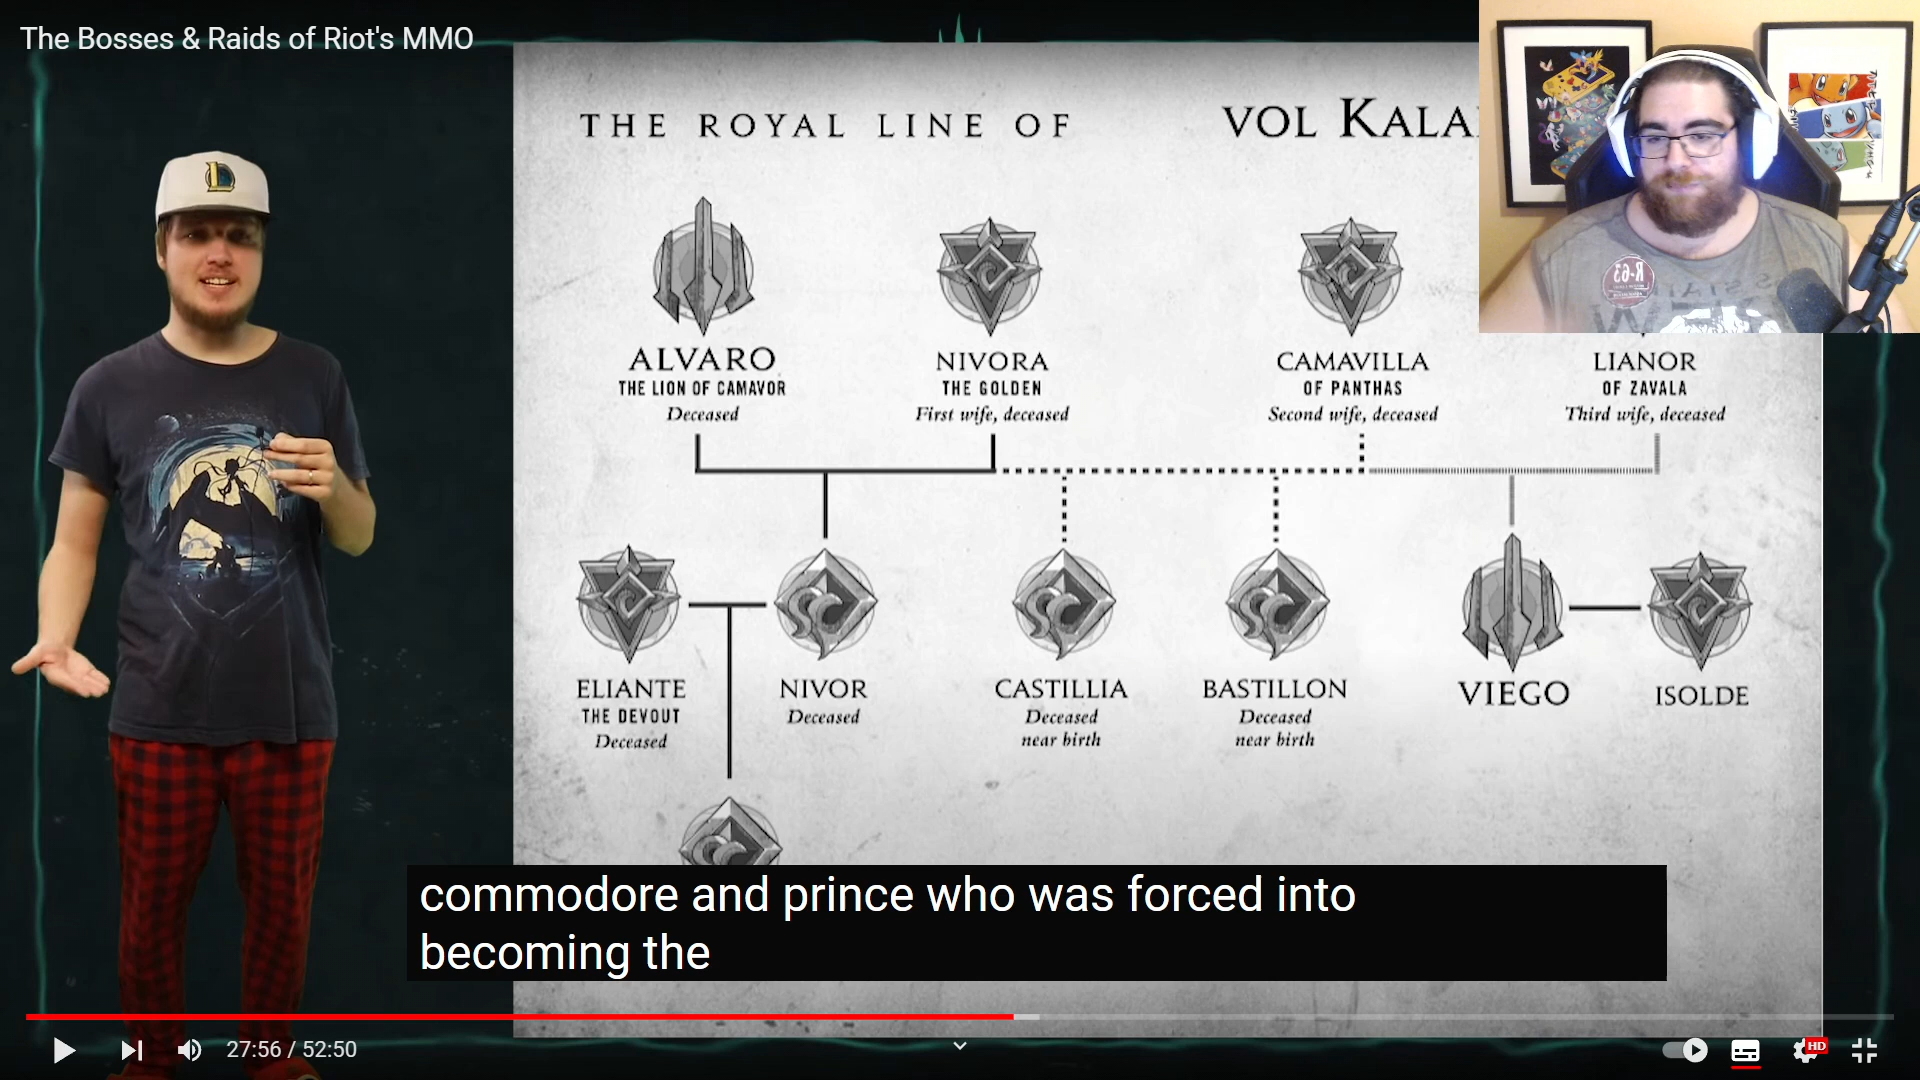 The Bosses & Raids of Riot's MMO
THE ROYAL LINE OF VOL KALA
ALVARO
THE LION OF CAMAVOR
Deceased
NIVORA
THE GOLDEN
First wife, deceased
CAMAVILLA
OF PANTHAS
Second wife, deceased
LIANOR
OF ZAVALA
Third wife, deceased
ELIANTE
THE DEVOUT
Deceased
NIVOR
Deceased
CASTILLIA
Deceased
near birth
BASTILLON
Deceased
near birth
VIEGO
ISOLDE
R-63
commodore and prince who was forced into
becoming the
27:56 / 52:50
HD